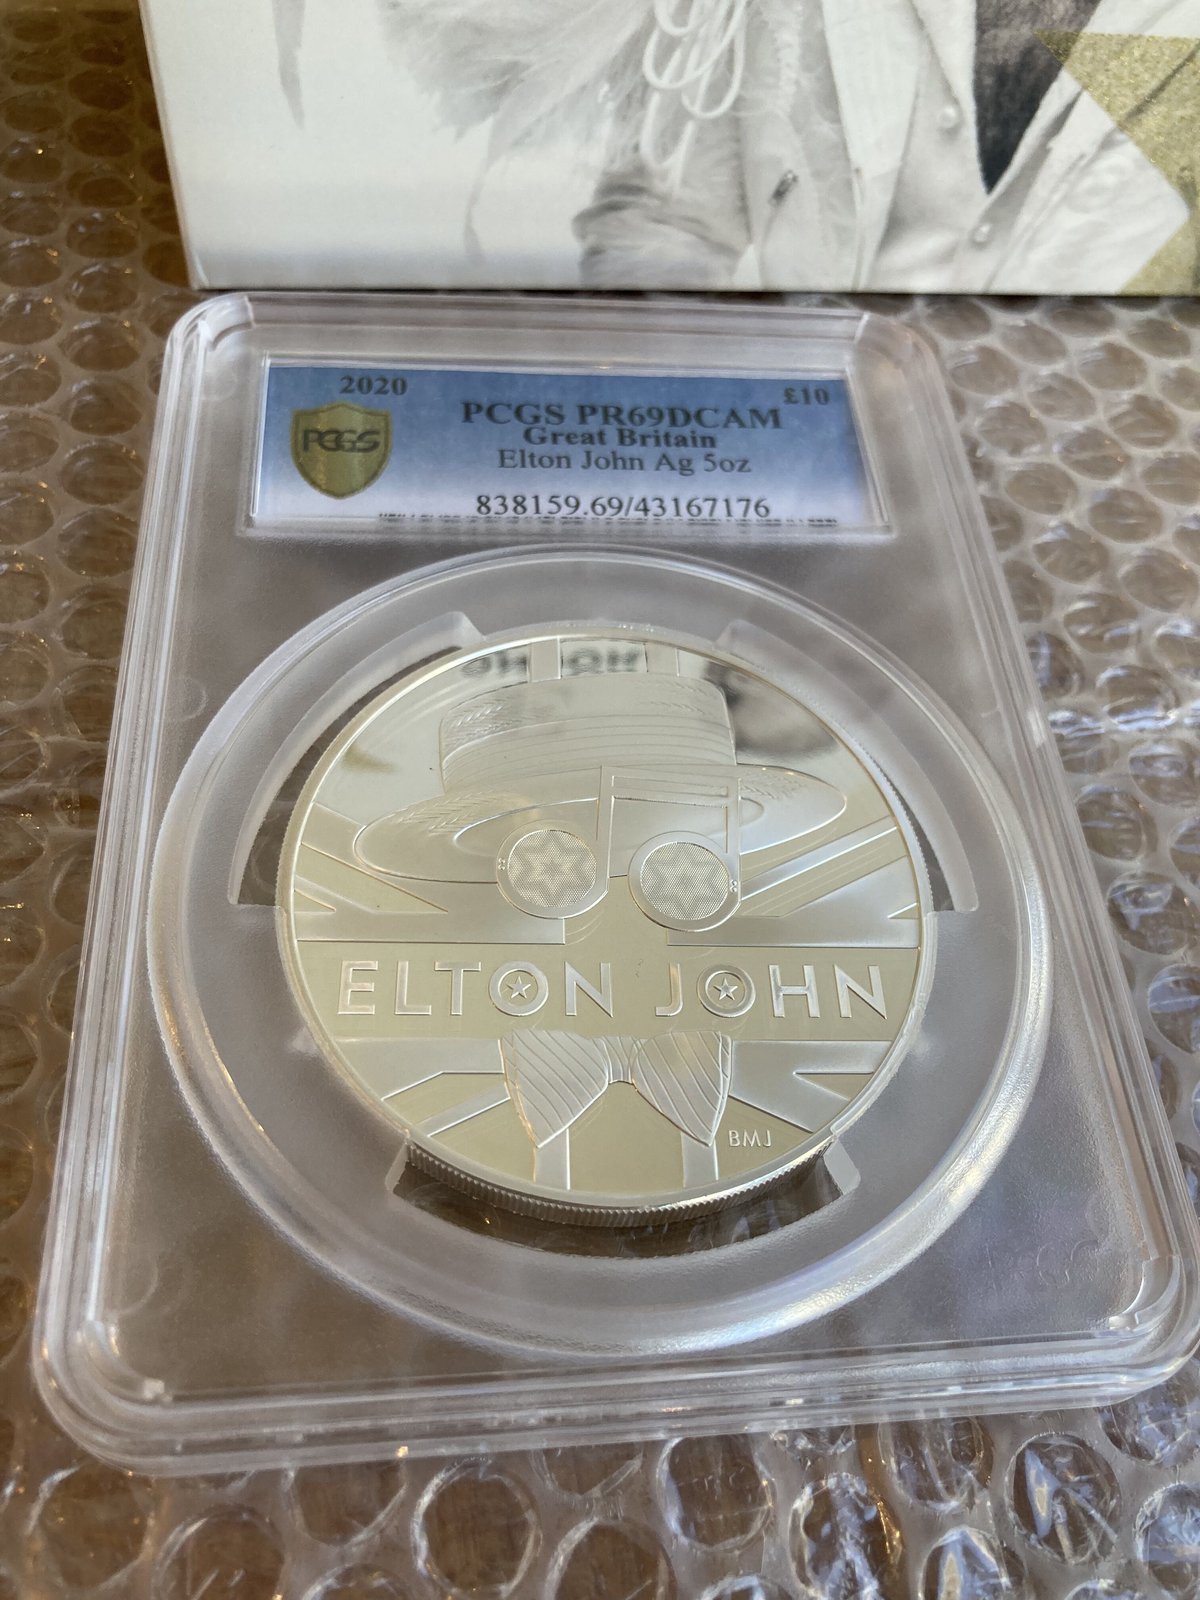 2020
£10
PCGS
PCGS PR69DCAM
Great Britain
Elton John Ag 5oz
838159.69/43167176
ELTON JOHN
BMJ